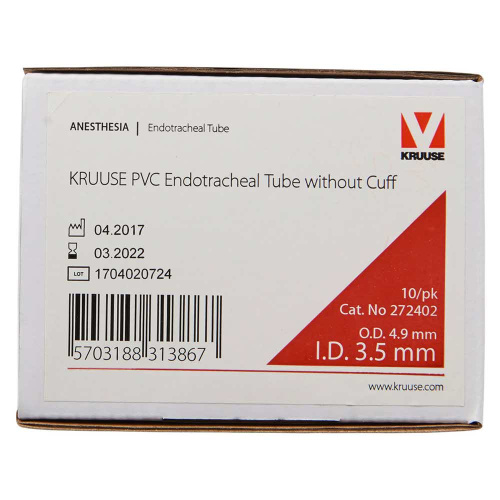 ANESTHESIA | Endotracheal Tube
KRUUSE
KRUUSE PVC Endotracheal Tube without Cuff
04.2017
03.2022
LOT 1704020724
10/pk
Cat. No 272402
O.D. 4.9 mm
I.D. 3.5 mm
5703188 313867
www.kruuse.com